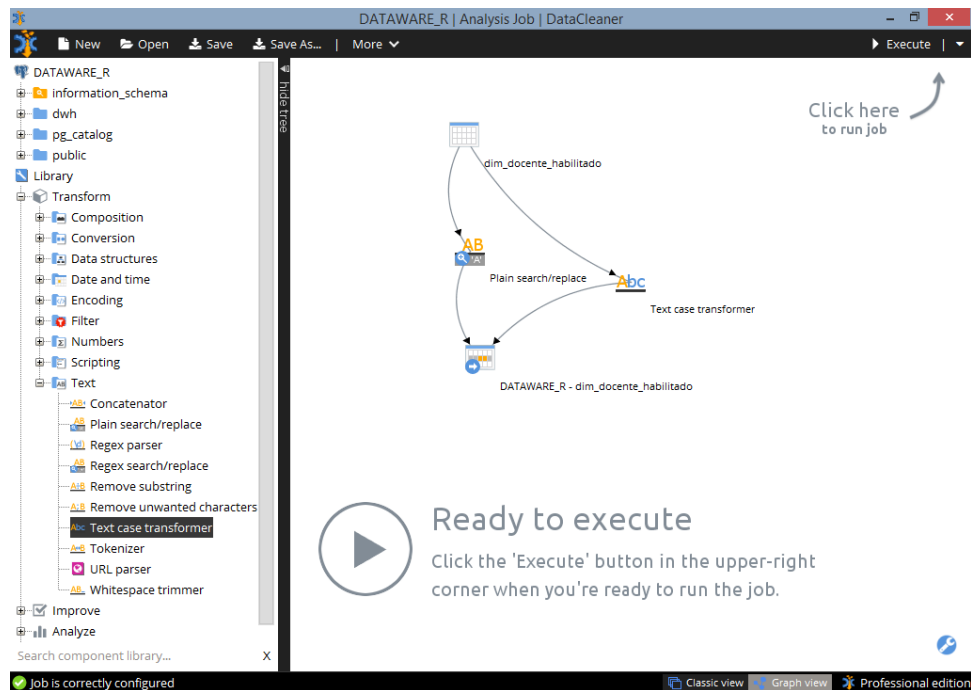 DATAWARE_R | Analysis Job | DataCleaner
New Open Save Save As... | More Execute |
DATAWARE_R
information_schema
dwh
pg_catalog
public
Library
Transform
Composition
Conversion
Data structures
Date and time
Encoding
Filter
Numbers
Scripting
Text
Concatenator
Plain search/replace
Regex parser
Regex search/replace
Remove substring
Remove unwanted characters
Text case transformer
Tokenizer
URL parser
Whitespace trimmer
Improve
Analyze
Search component library... X
hide tree
Click here
to run job
dim_docente_habilitado
AB
'A'
Plain search/replace
Abc
Text case transformer
DATAWARE_R - dim_docente_habilitado
Ready to execute
Click the 'Execute' button in the upper-right
corner when you're ready to run the job.
Job is correctly configured
Classic view Graph view Professional edition